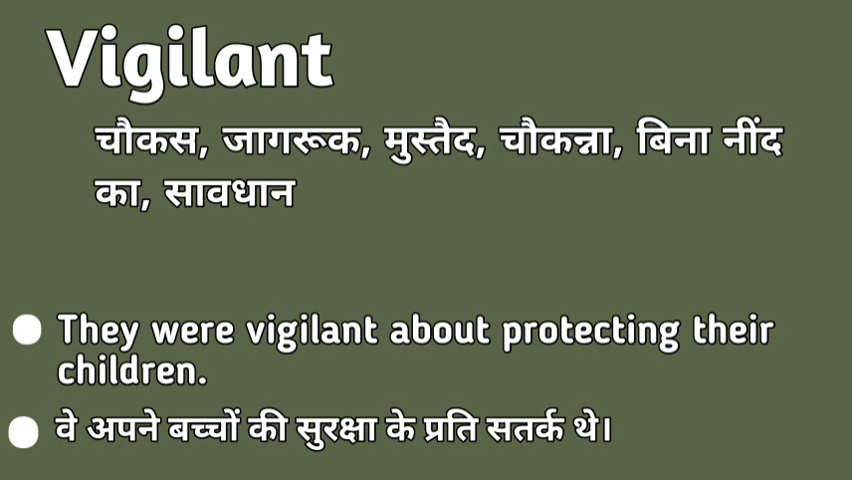 Vigilant
चौकस, जागरूक, मुस्तैद, चौकन्ना, बिना नींद
का, सावधान
They were vigilant about protecting their
children.
वे अपने बच्चों की सुरक्षा के प्रति सतर्क थे।